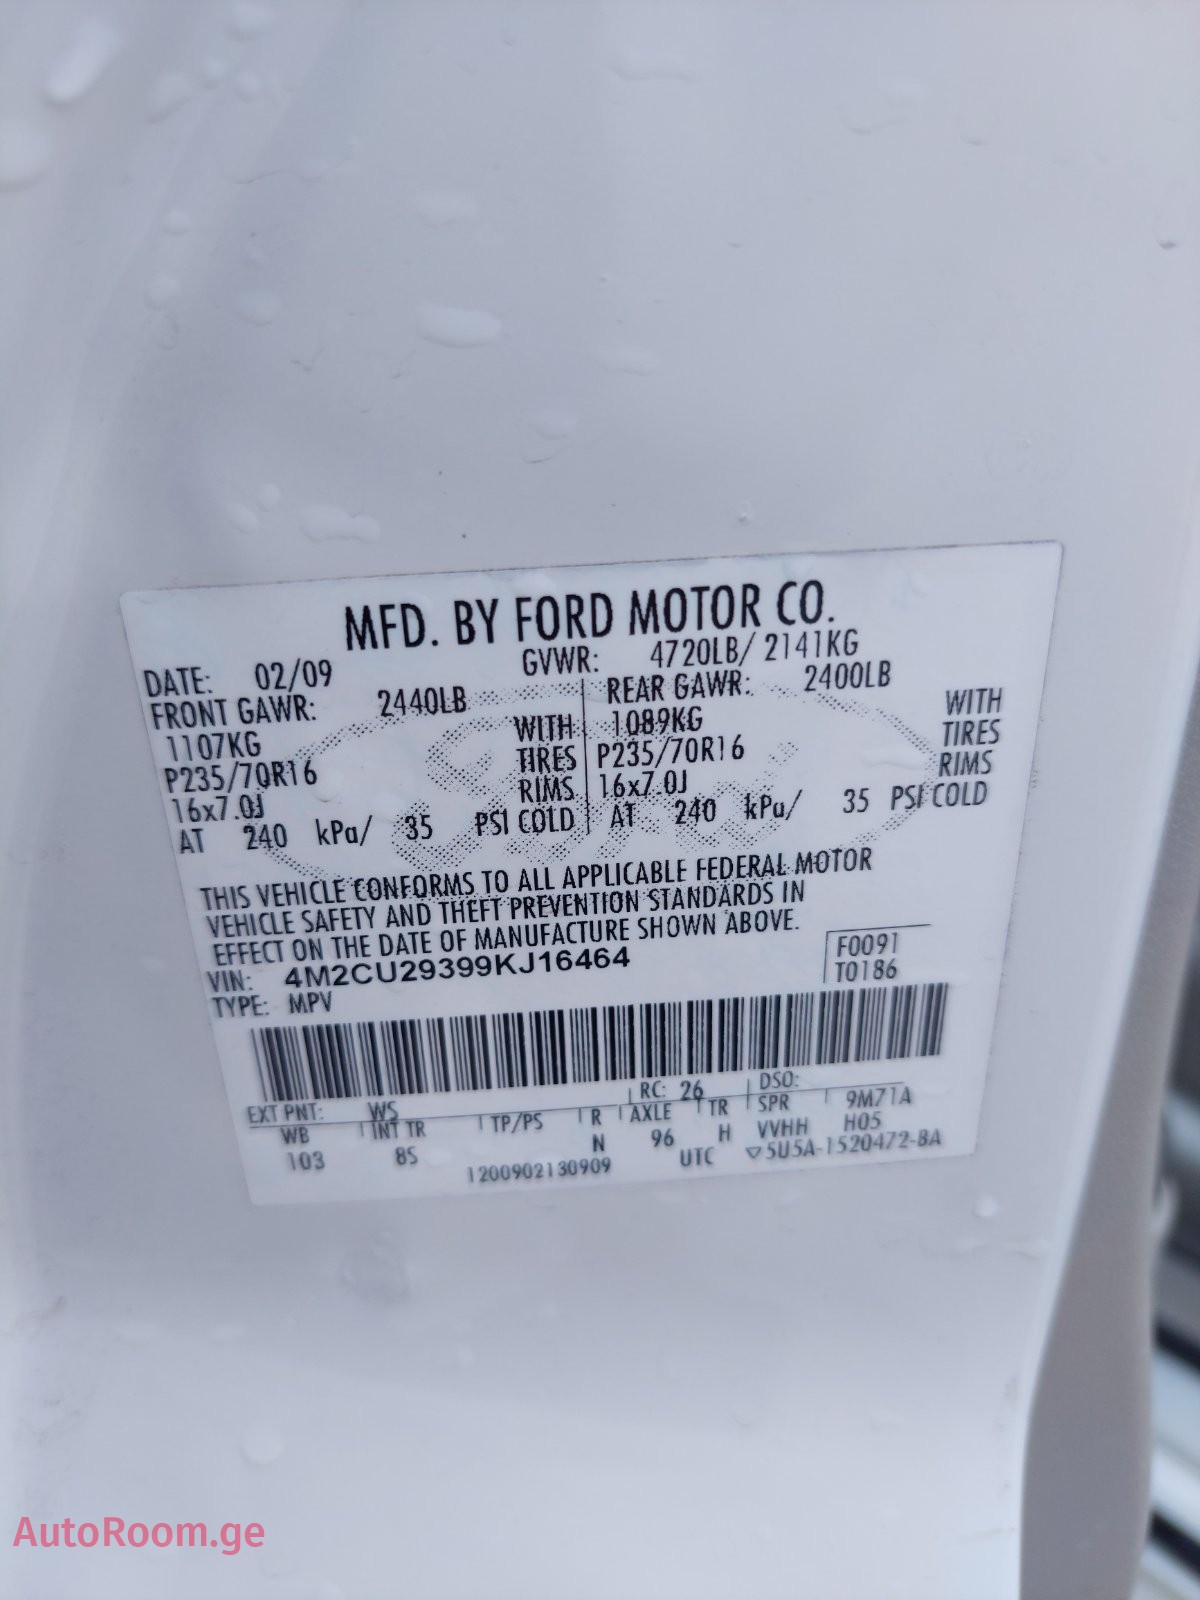 MFD. BY FORD MOTOR CO.
DATE: 02/09 GVWR: 4720LB/ 2141KG
FRONT GAWR: 2440LB REAR GAWR: 2400LB
1107KG WITH 1089KG WITH
P235/70R16 TIRES P235/70R16 TIRES
16x7.0J RIMS 16x7.0J RIMS
AT 240 kPa/ 35 PSI COLD AT 240 kPa/ 35 PSI COLD
THIS VEHICLE CONFORMS TO ALL APPLICABLE FEDERAL MOTOR
VEHICLE SAFETY AND THEFT PREVENTION STANDARDS IN
EFFECT ON THE DATE OF MANUFACTURE SHOWN ABOVE.
VIN: 4M2CU29399KJ16464 F0091
TYPE: MPV T0186
EXT PNT: WS RC: 26 DSO:
WB INT TR TP/PS R AXLE TR SPR 9M71A
103 8S N 96 H VVHH H05
1200902130909 UTC ▽5U5A-1520472-BA
AutoRoom.ge